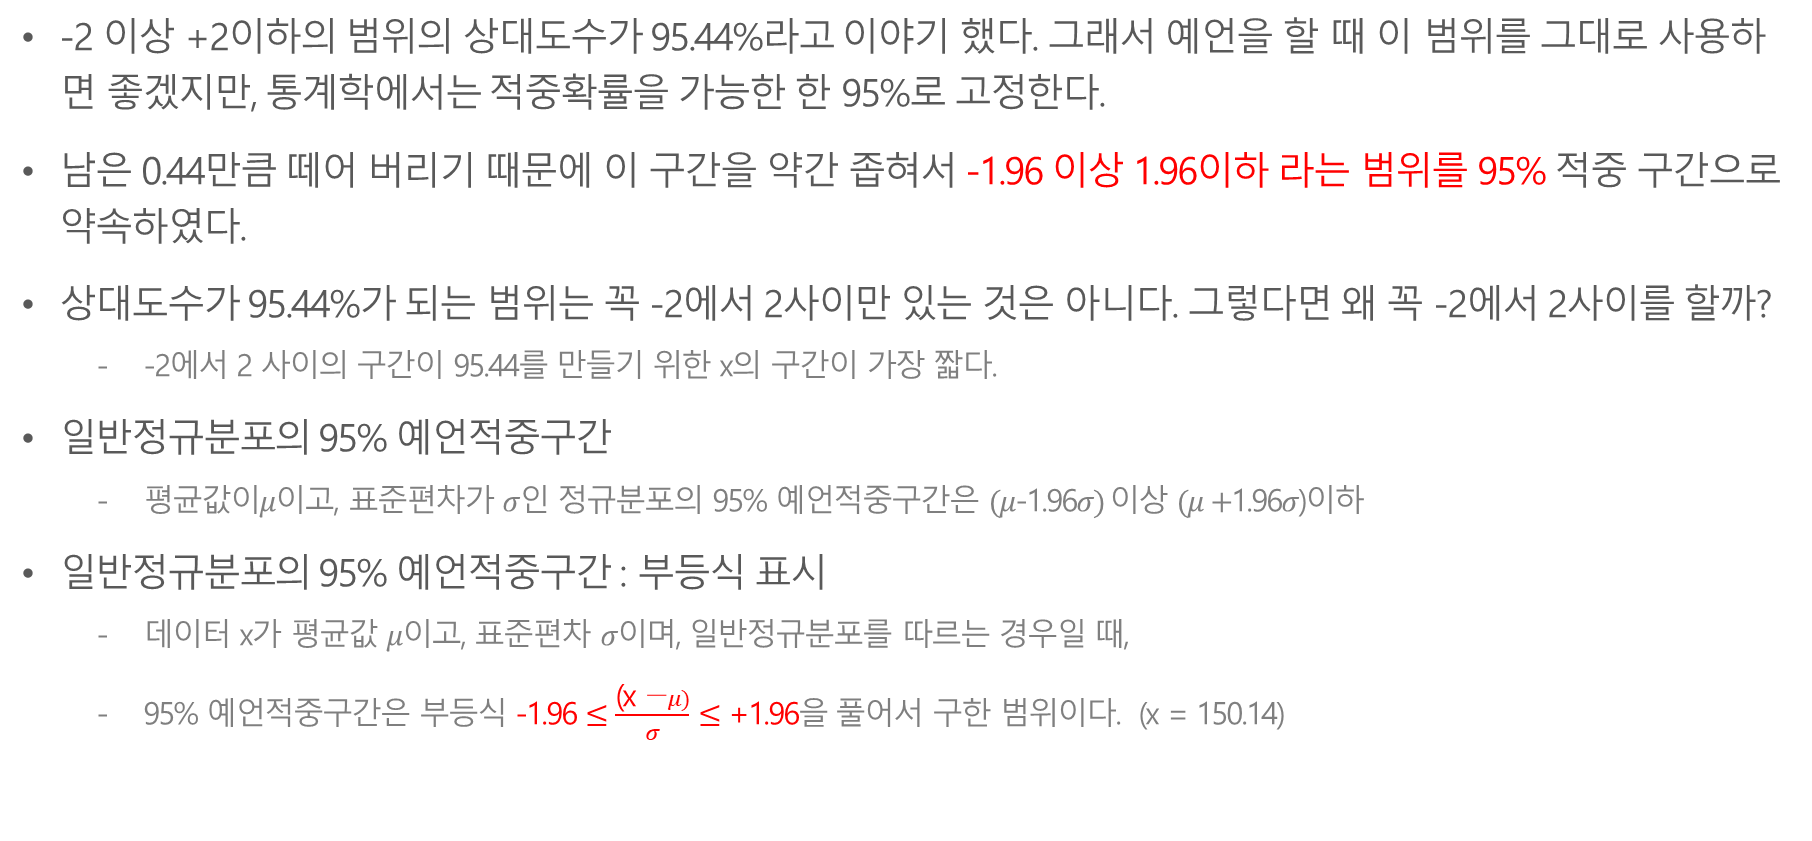 • -2 이상 +2이하의 범위의 상대도수가 95.44%라고 이야기 했다. 그래서 예언을 할 때 이 범위를 그대로 사용하
면 좋겠지만, 통계학에서는 적중확률을 가능한 한 95%로 고정한다.
• 남은 0.44만큼 떼어 버리기 때문에 이 구간을 약간 좁혀서 -1.96 이상 1.96이하 라는 범위를 95% 적중 구간으로
약속하였다.
• 상대도수가 95.44%가 되는 범위는 꼭 -2에서 2사이만 있는 것은 아니다. 그렇다면 왜 꼭 -2에서 2사이를 할까?
- -2에서 2 사이의 구간이 95.44를 만들기 위한 x의 구간이 가장 짧다.
• 일반정규분포의 95% 예언적중구간
- 평균값이μ이고, 표준편차가 σ인 정규분포의 95% 예언적중구간은 (μ-1.96σ) 이상 (μ +1.96σ)이하
• 일반정규분포의 95% 예언적중구간 : 부등식 표시
- 데이터 x가 평균값 μ이고, 표준편차 σ이며, 일반정규분포를 따르는 경우일 때,
- 95% 예언적중구간은 부등식 -1.96 ≤ (x −μ)/σ ≤ +1.96을 풀어서 구한 범위이다. (x = 150.14)